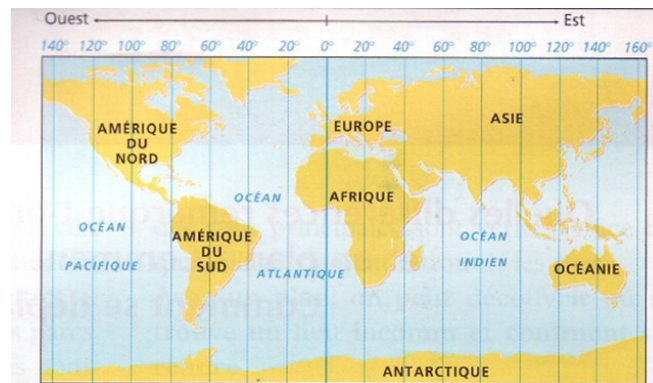 Ouest Est
140° 120° 100° 80° 60° 40° 20° 0° 20° 40° 60° 80° 100° 120° 140° 160°
AMÉRIQUE
DU
NORD
EUROPE
ASIE
OCÉAN
AFRIQUE
OCÉAN
PACIFIQUE
AMÉRIQUE
DU
SUD
ATLANTIQUE
OCÉAN
INDIEN
OCÉANIE
ANTARCTIQUE